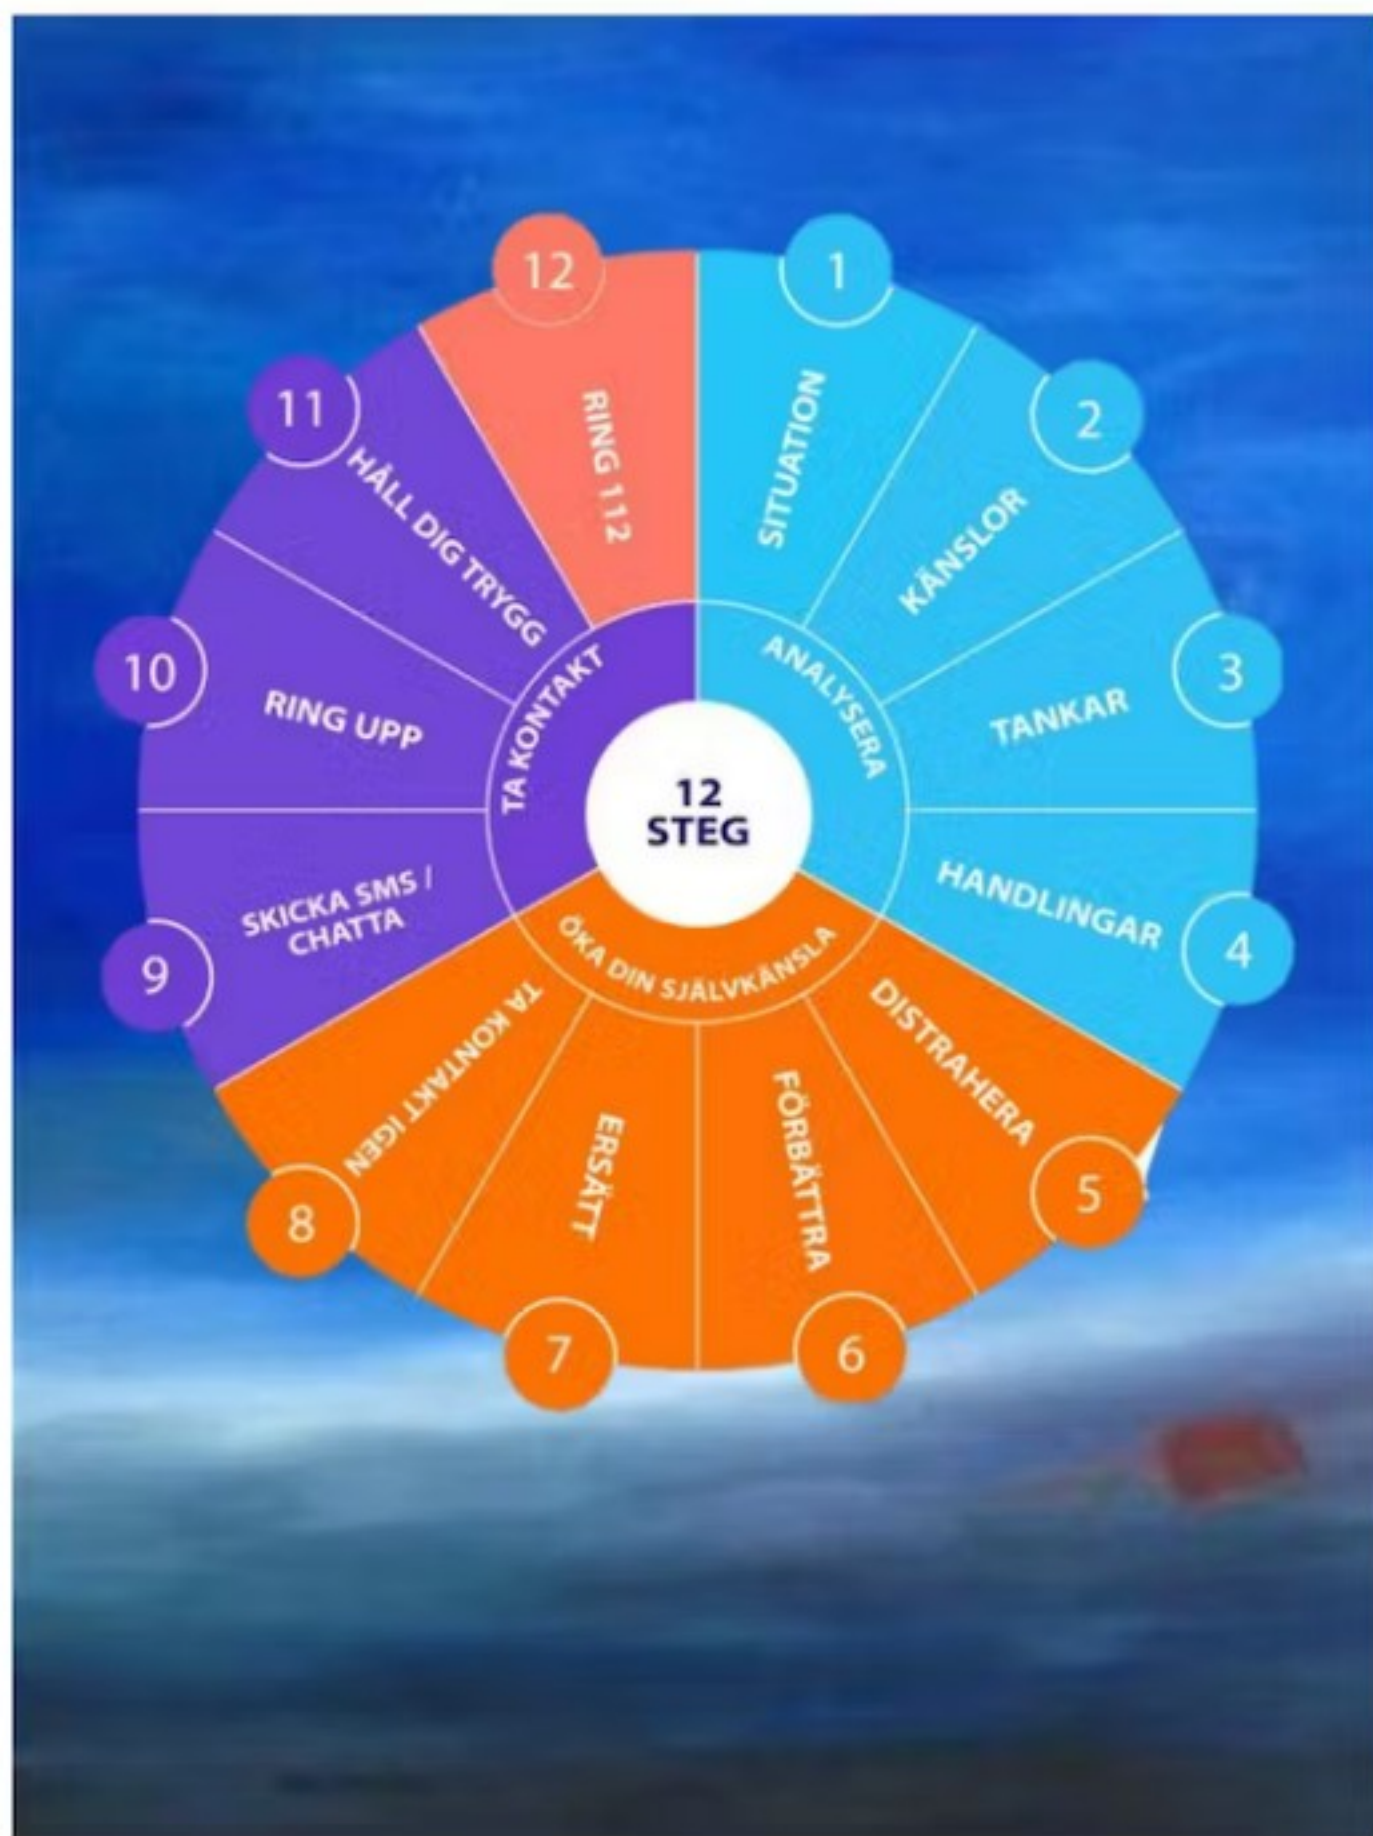 12
STEG
ANALYSERA
1
SITUATION
2
KÄNSLOR
3
TANKAR
4
HANDLINGAR
ÖKA DIN SJÄLVKÄNSLA
5
DISTRAHERA
6
FÖRBÄTTRA
7
ERSÄTT
8
TA KONTAKT IGEN
TA KONTAKT
9
SKICKA SMS /
CHATTA
10
RING UPP
11
HÅLL DIG TRYGG
12
RING 112